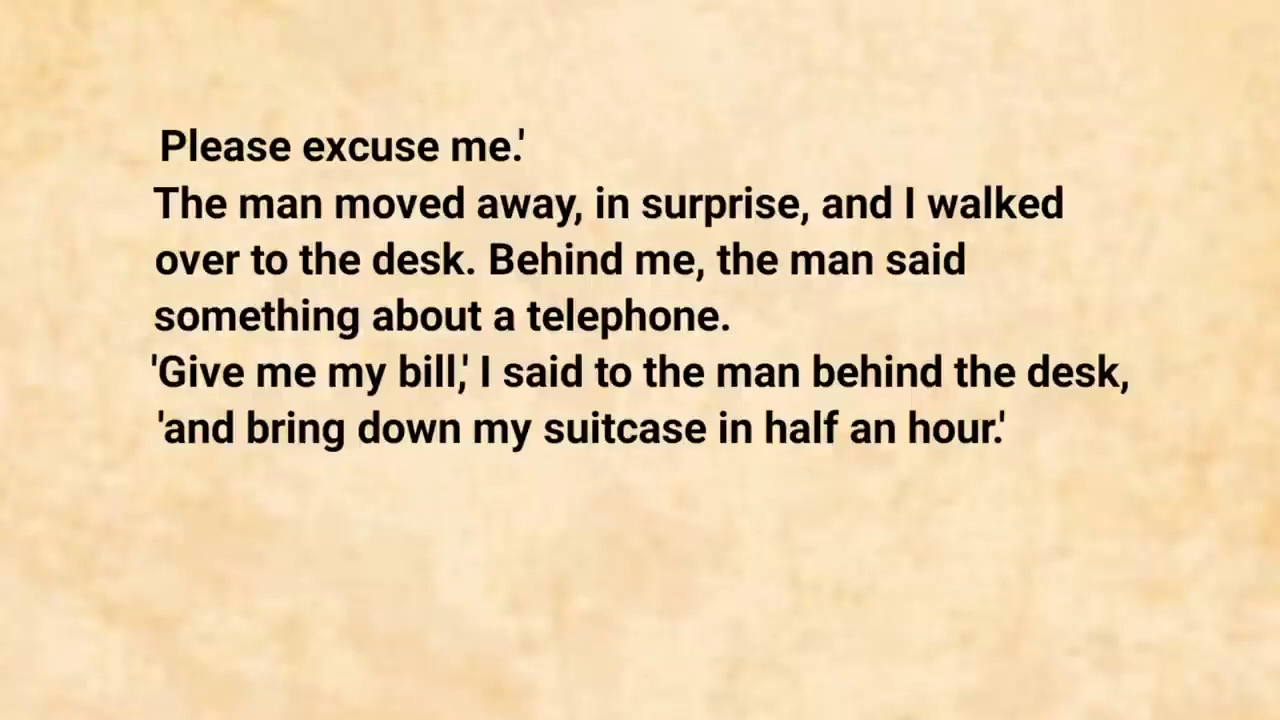 Please excuse me.'
The man moved away, in surprise, and I walked
over to the desk. Behind me, the man said
something about a telephone.
'Give me my bill,' I said to the man behind the desk,
'and bring down my suitcase in half an hour.'